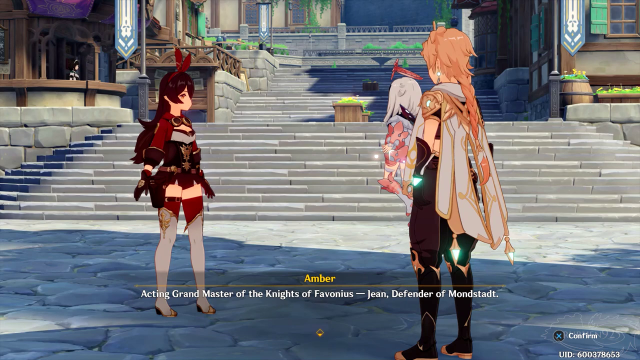 Amber
Acting Grand Master of the Knights of Favonius — Jean, Defender of Mondstadt.
Confirm
UID: 600378653